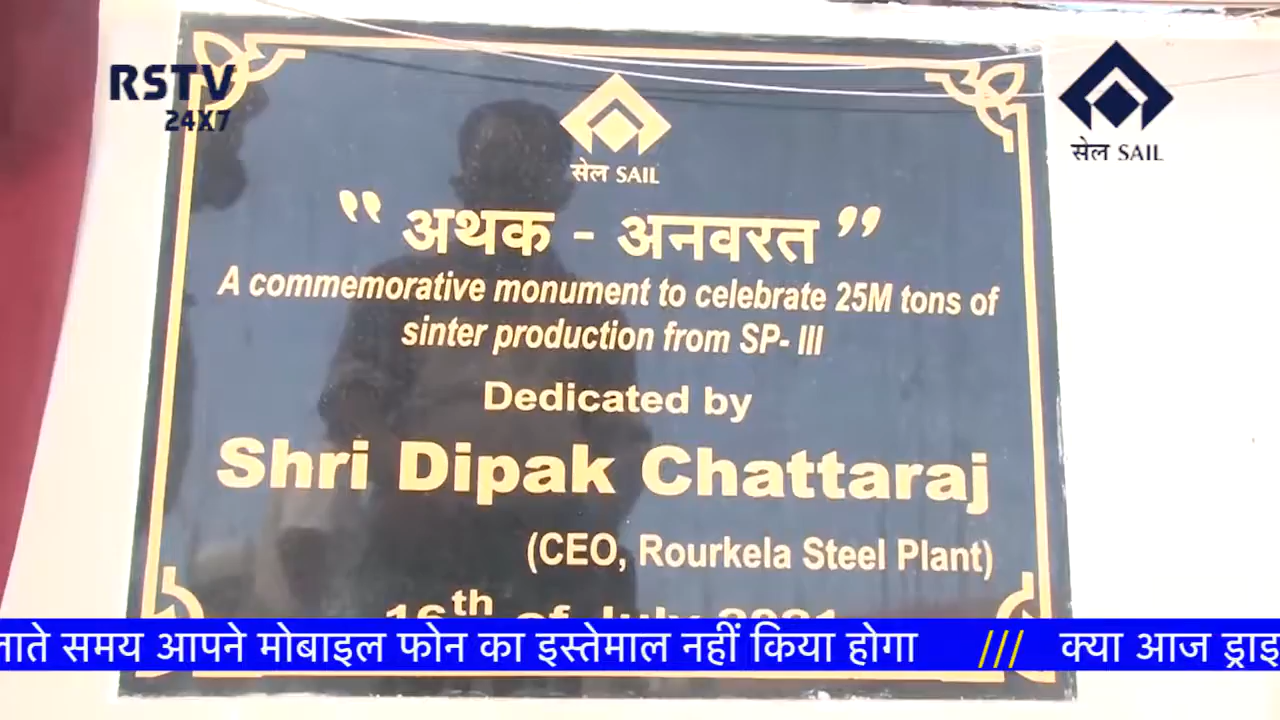 RSTV
24X7
सेल SAIL
सेल SAIL
“ अथक - अनवरत ”
A commemorative monument to celebrate 25M tons of
sinter production from SP- III
Dedicated by
Shri Dipak Chattaraj
(CEO, Rourkela Steel Plant)
16th of July 2021
समय आपने मोबाइल फोन का इस्तेमाल नहीं किया होगा /// क्या आज